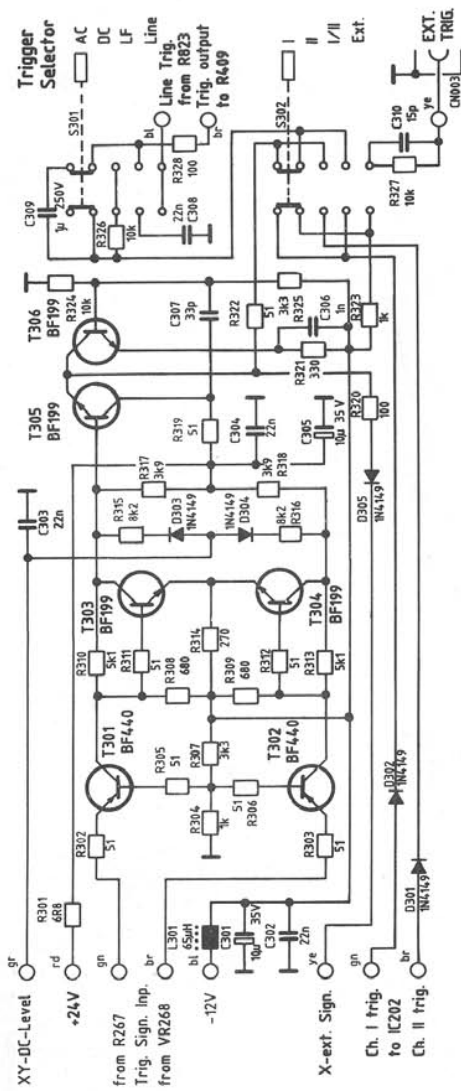 Trigger
Selector
AC
DC
LF
Line
Line Trig.
from R823
Trig. output
to R409
I
II
I/II
Ext.
EXT.
TRIG.
CN003
ye
S301
S302
bl
br
R328
100
C310
15p
R327
10k
C309
1µ
250V
R326
10k
22n
C308
T306
BF199
R324
10k
C307
33p
R322
51
3k3
R325
C306
1n
R321
330
R323
1k
T305
BF199
R319
51
C304
22n
C305
10µ
35V
R320
100
R317
3k9
3k9
R318
C303
22n
R315
8k2
D303
1N4149
1N4149
D304
8k2
R316
D305
1N4149
T303
BF199
T304
BF199
R310
5k1
R311
51
R308
680
R314
270
R309
680
R312
51
R313
5k1
T301
BF440
T302
BF440
R305
51
R307
3k3
R304
1k
51
R306
R302
51
R303
51
D302
1N4149
D301
1N4149
R301
6R8
L301
65µH
C301
10µ
35V
C302
22n
gr
rd
gn
br
bl
ye
gn
br
XY-DC-Level
+24V
from R267
Trig. Sign. Inp.
from VR268
-12V
X-ext. Sign.
Ch. I trig.
to IC202
Ch. II trig.